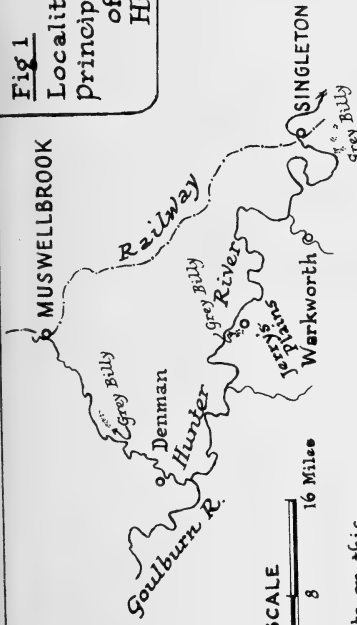 Fig 1
Localit
princip
of
H
MUSWELLBROOK
SINGLETON
Railway
Grey Billy
Grey Billy
Grey Billy
Denman
Hunter
River
Jerry's
Plains
Warkworth
Goulburn R.
SCALE
8
16 Miles